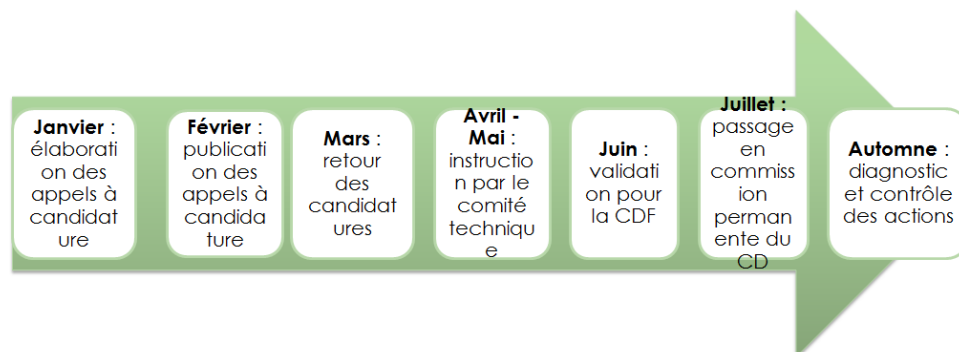 Janvier :
élaborati
on des
appels à
candidat
ure
Février :
publicati
on des
appels à
candida
ture
Mars :
retour
des
candidat
ures
Avril -
Mai :
instructio
n par le
comité
techniqu
e
Juin :
validati
on pour
la CDF
Juillet :
passage
en
commiss
ion
perman
ente du
CD
Automne :
diagnostic
et contrôle
des actions